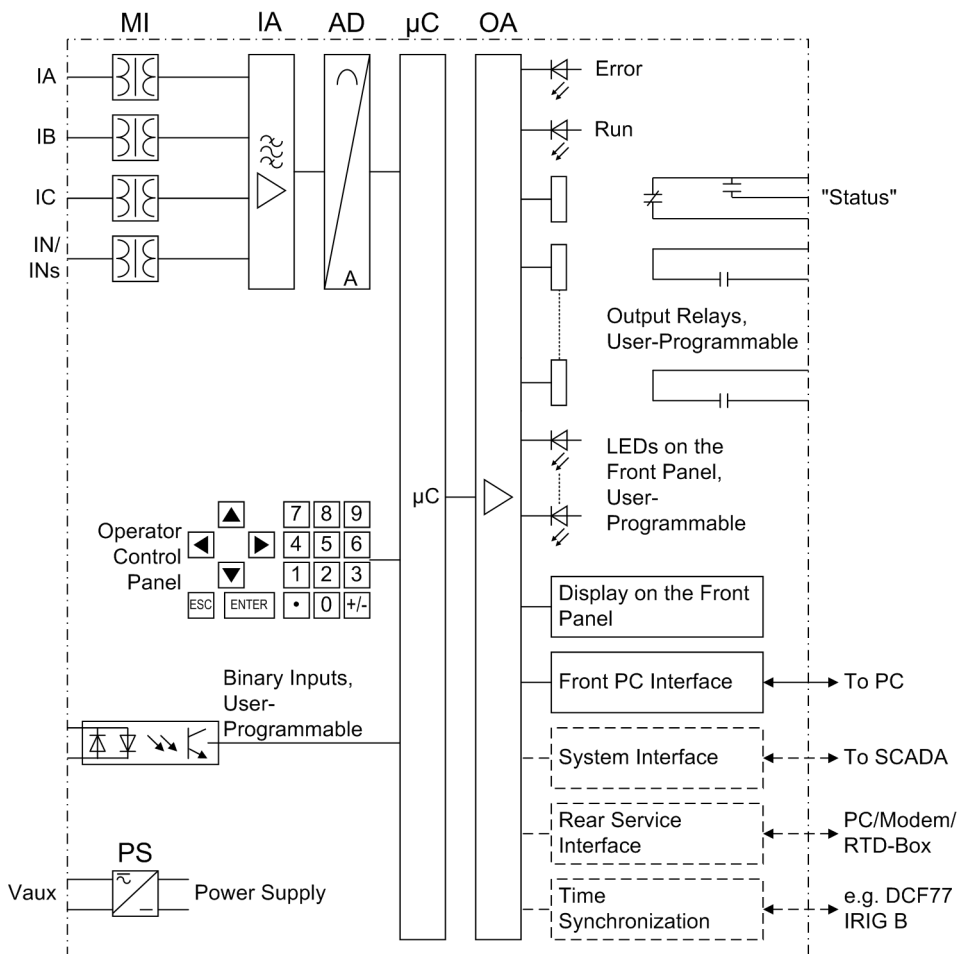 MI IA AD µC OA
IA
IB
IC
IN/
INs
A
Error
Run
"Status"
Output Relays,
User-Programmable
LEDs on the
Front Panel,
User-
Programmable
µC
Operator
Control
Panel
7 8 9
4 5 6
1 2 3
ESC ENTER • 0 +/-
Display on the Front
Panel
Front PC Interface
To PC
Binary Inputs,
User-
Programmable
System Interface
To SCADA
Rear Service
Interface
PC/Modem/
RTD-Box
PS
Vaux
Power Supply
Time
Synchronization
e.g. DCF77
IRIG B